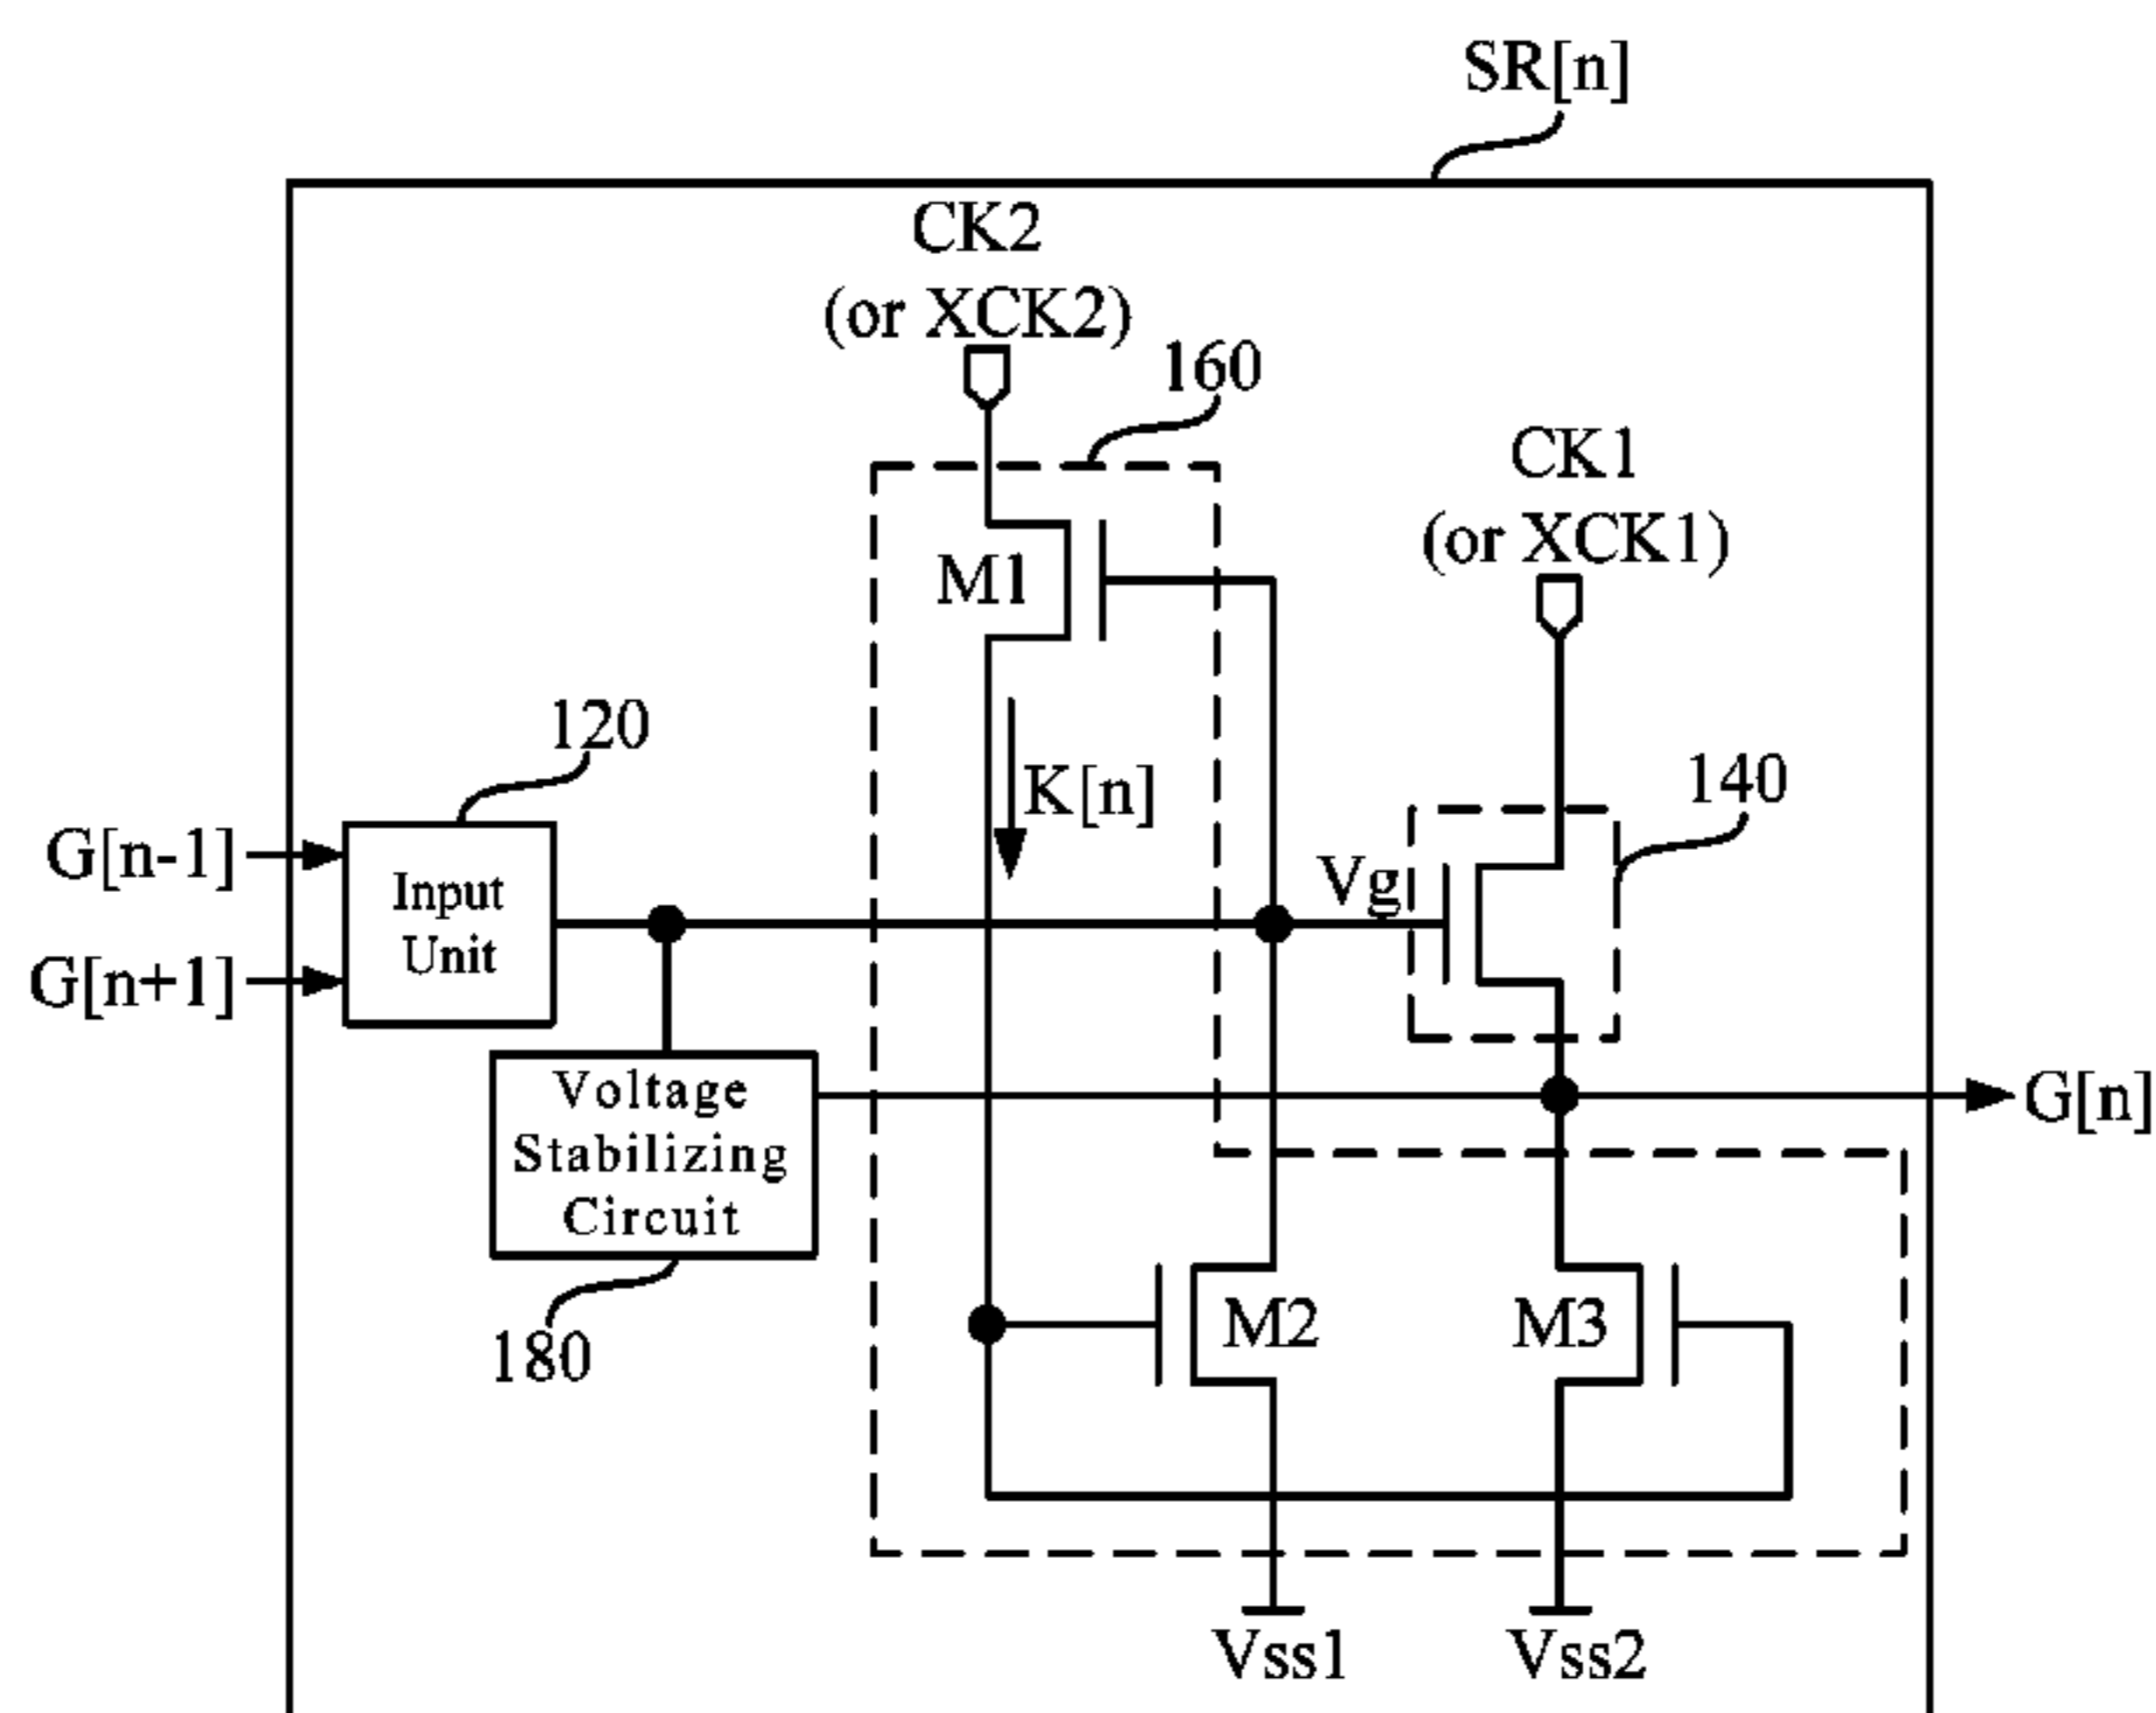 SR[n]
CK2
(or XCK2)
160
CK1
(or XCK1)
M1
120
K[n]
140
G[n-1]
Input
Unit
Vg
G[n+1]
Voltage
Stabilizing
Circuit
G[n]
180
M2
M3
Vss1
Vss2